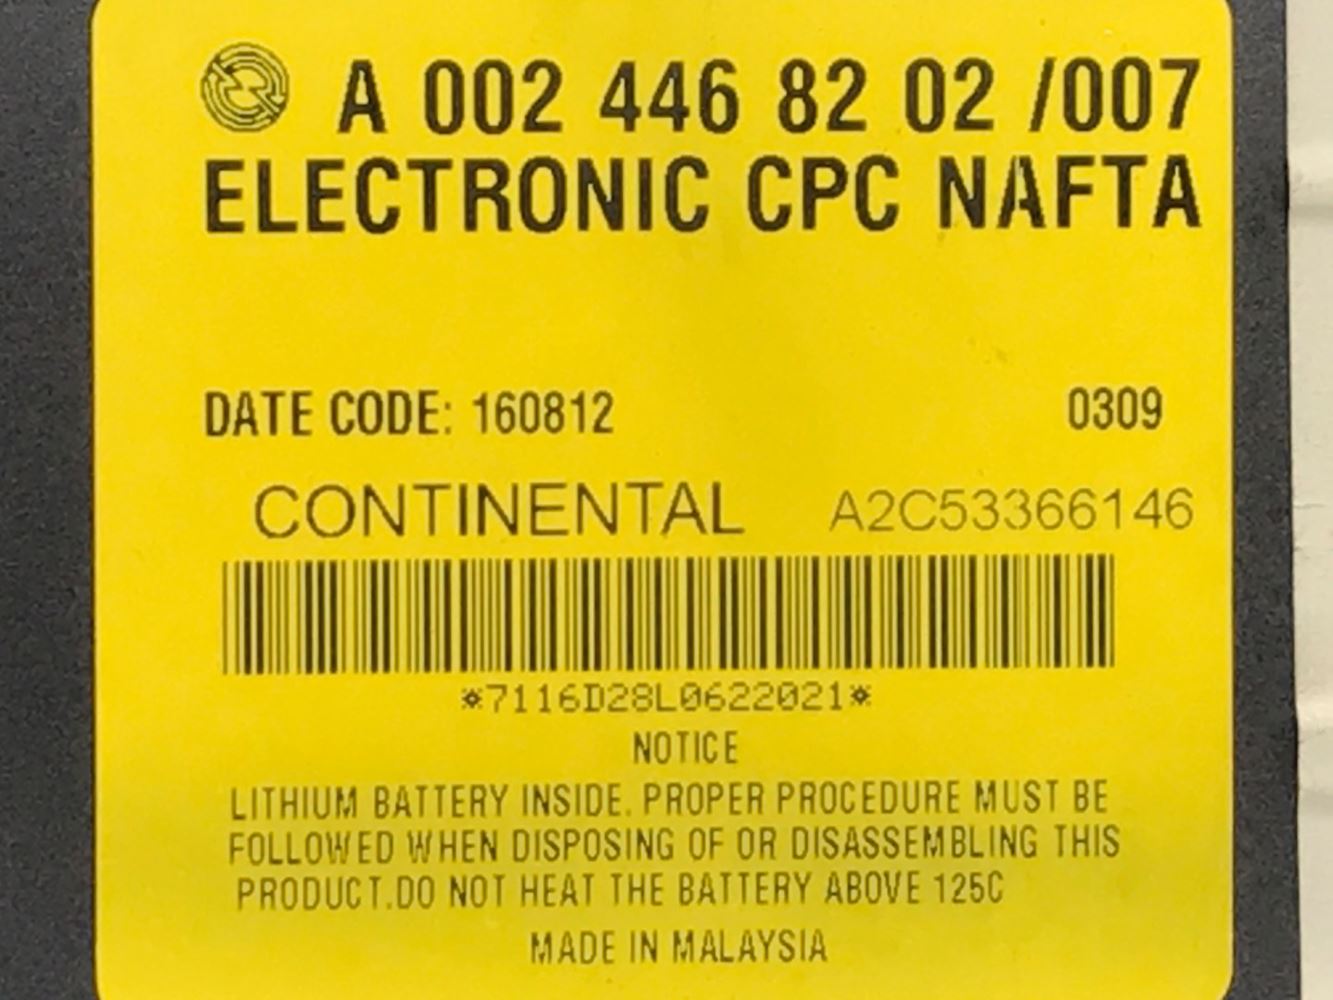 A 002 446 82 02 /007
ELECTRONIC CPC NAFTA
DATE CODE: 160812 0309
CONTINENTAL A2C53366146
*7116D28L0622021*
NOTICE
LITHIUM BATTERY INSIDE. PROPER PROCEDURE MUST BE
FOLLOWED WHEN DISPOSING OF OR DISASSEMBLING THIS
PRODUCT.DO NOT HEAT THE BATTERY ABOVE 125C
MADE IN MALAYSIA